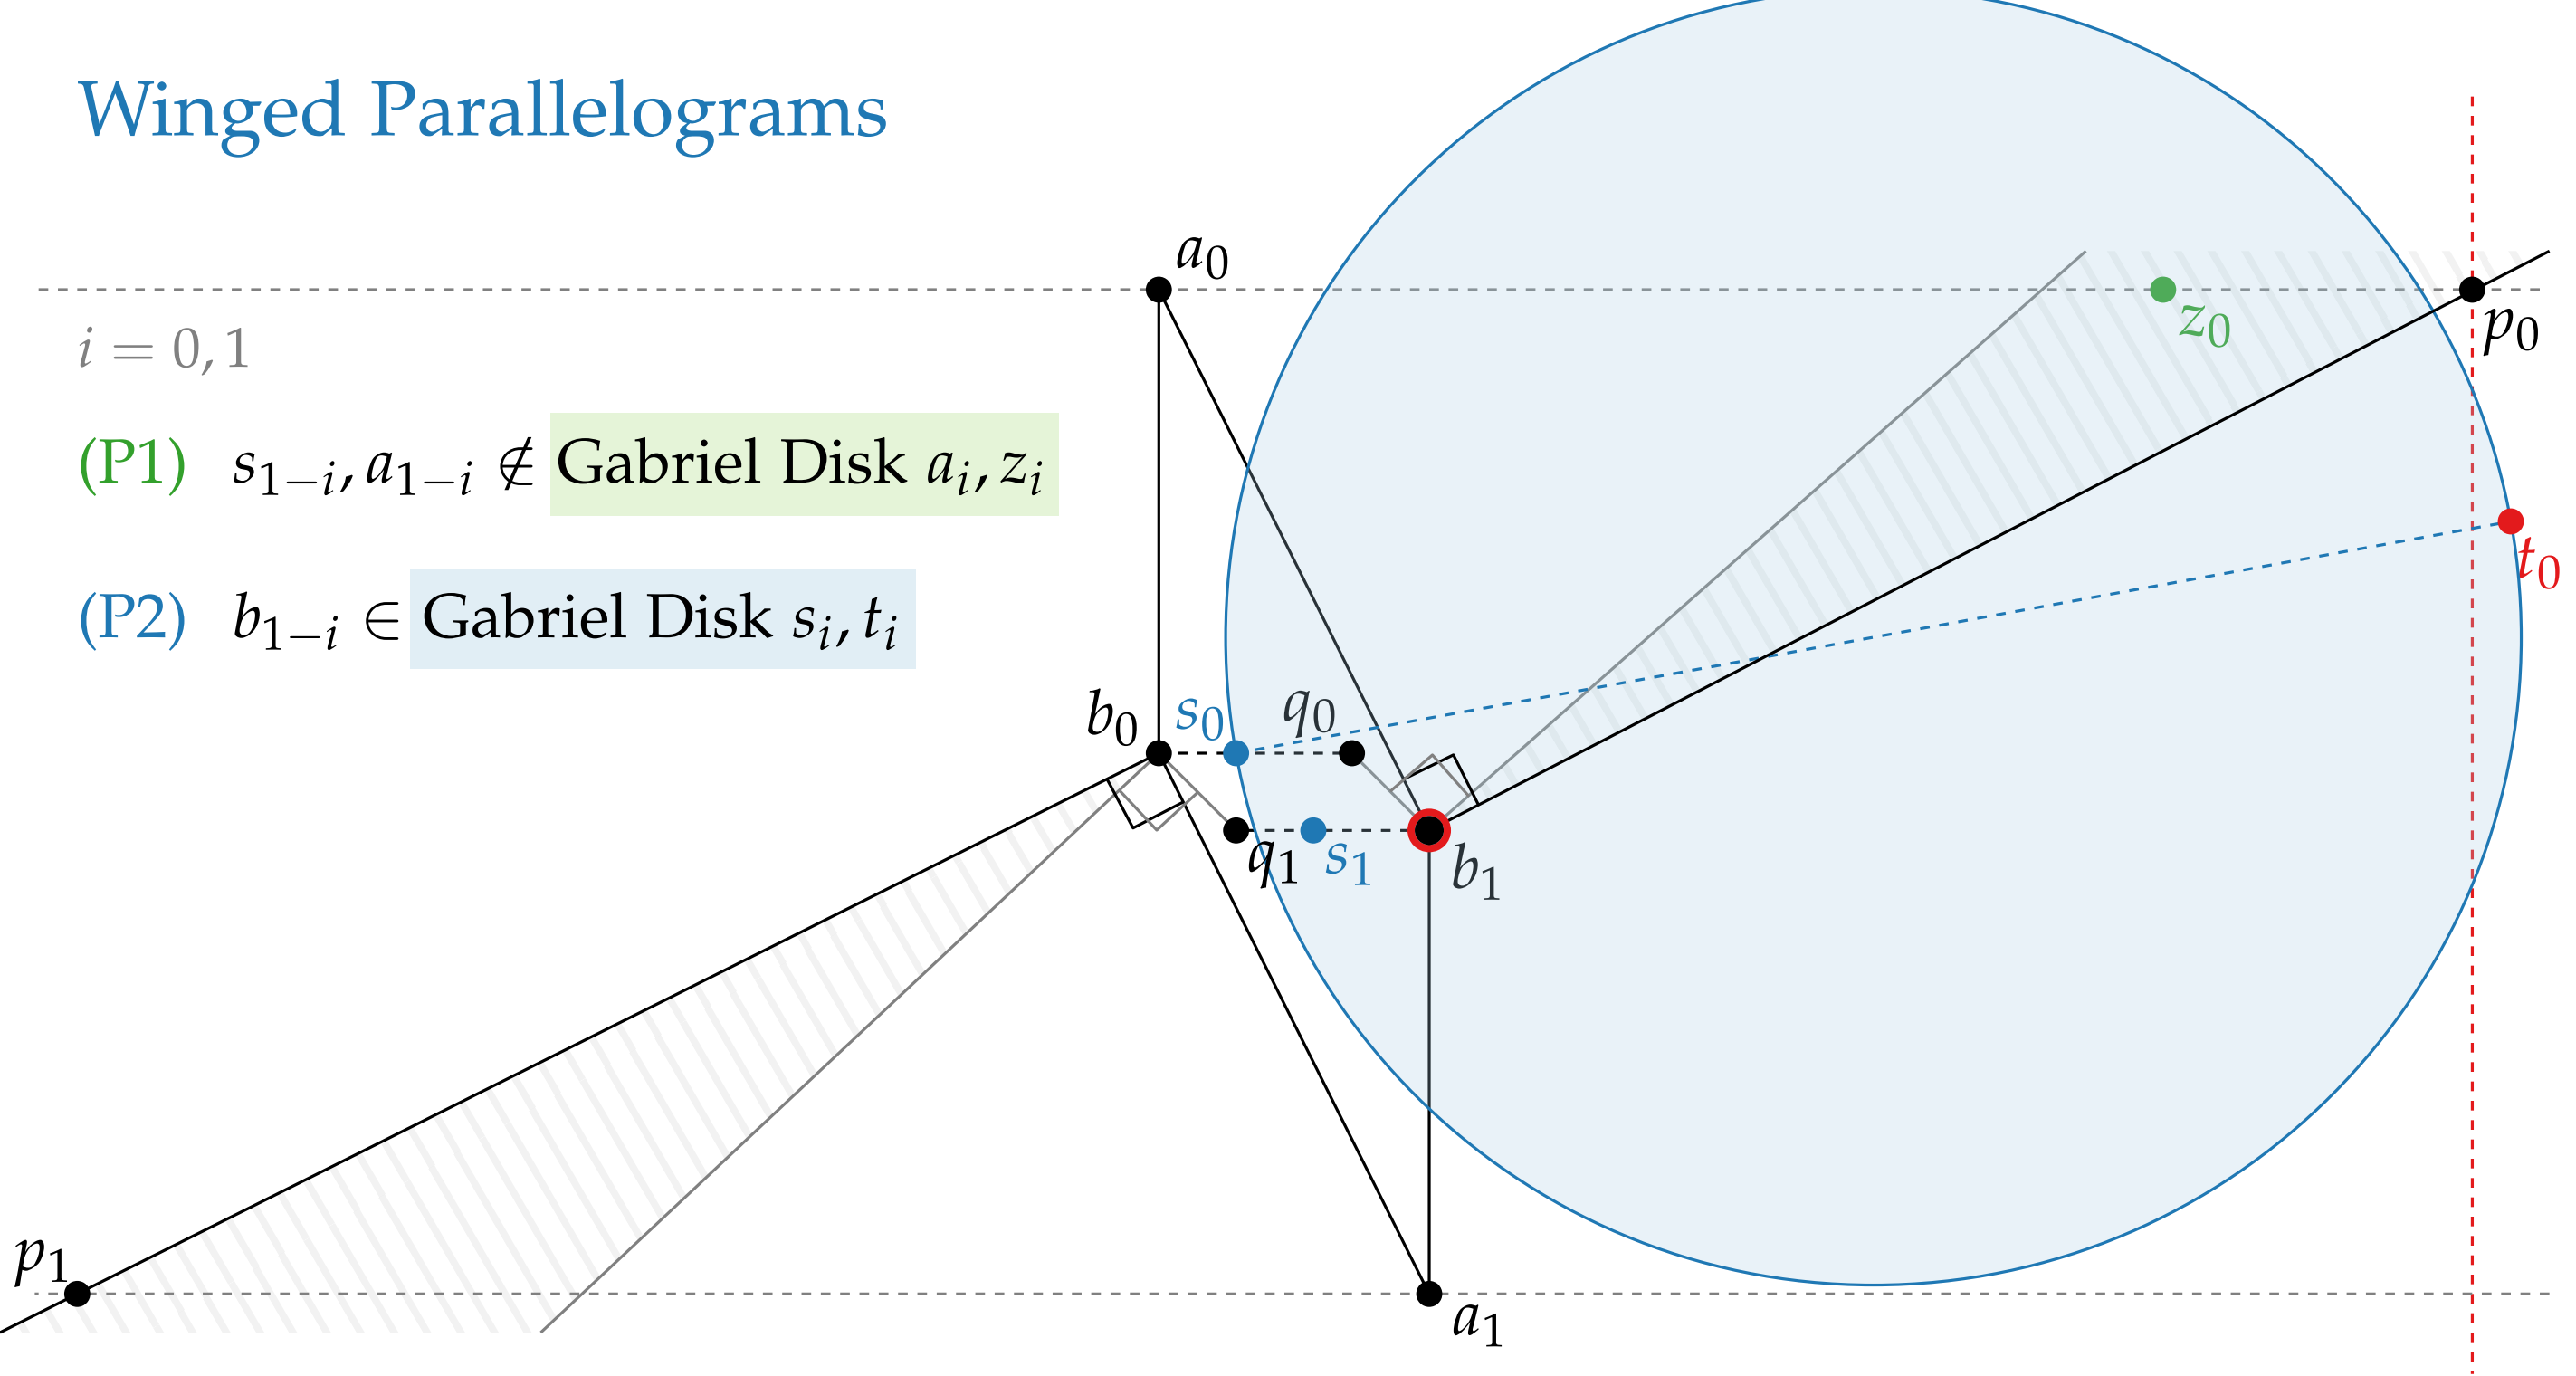 Winged Parallelograms
a₀
i = 0, 1
z₀
p₀
(P1) s₁₋ᵢ, a₁₋ᵢ ∉ Gabriel Disk aᵢ, zᵢ
t₀
(P2) b₁₋ᵢ ∈ Gabriel Disk sᵢ, tᵢ
b₀ s₀ q₀
q₁ s₁ b₁
p₁
a₁